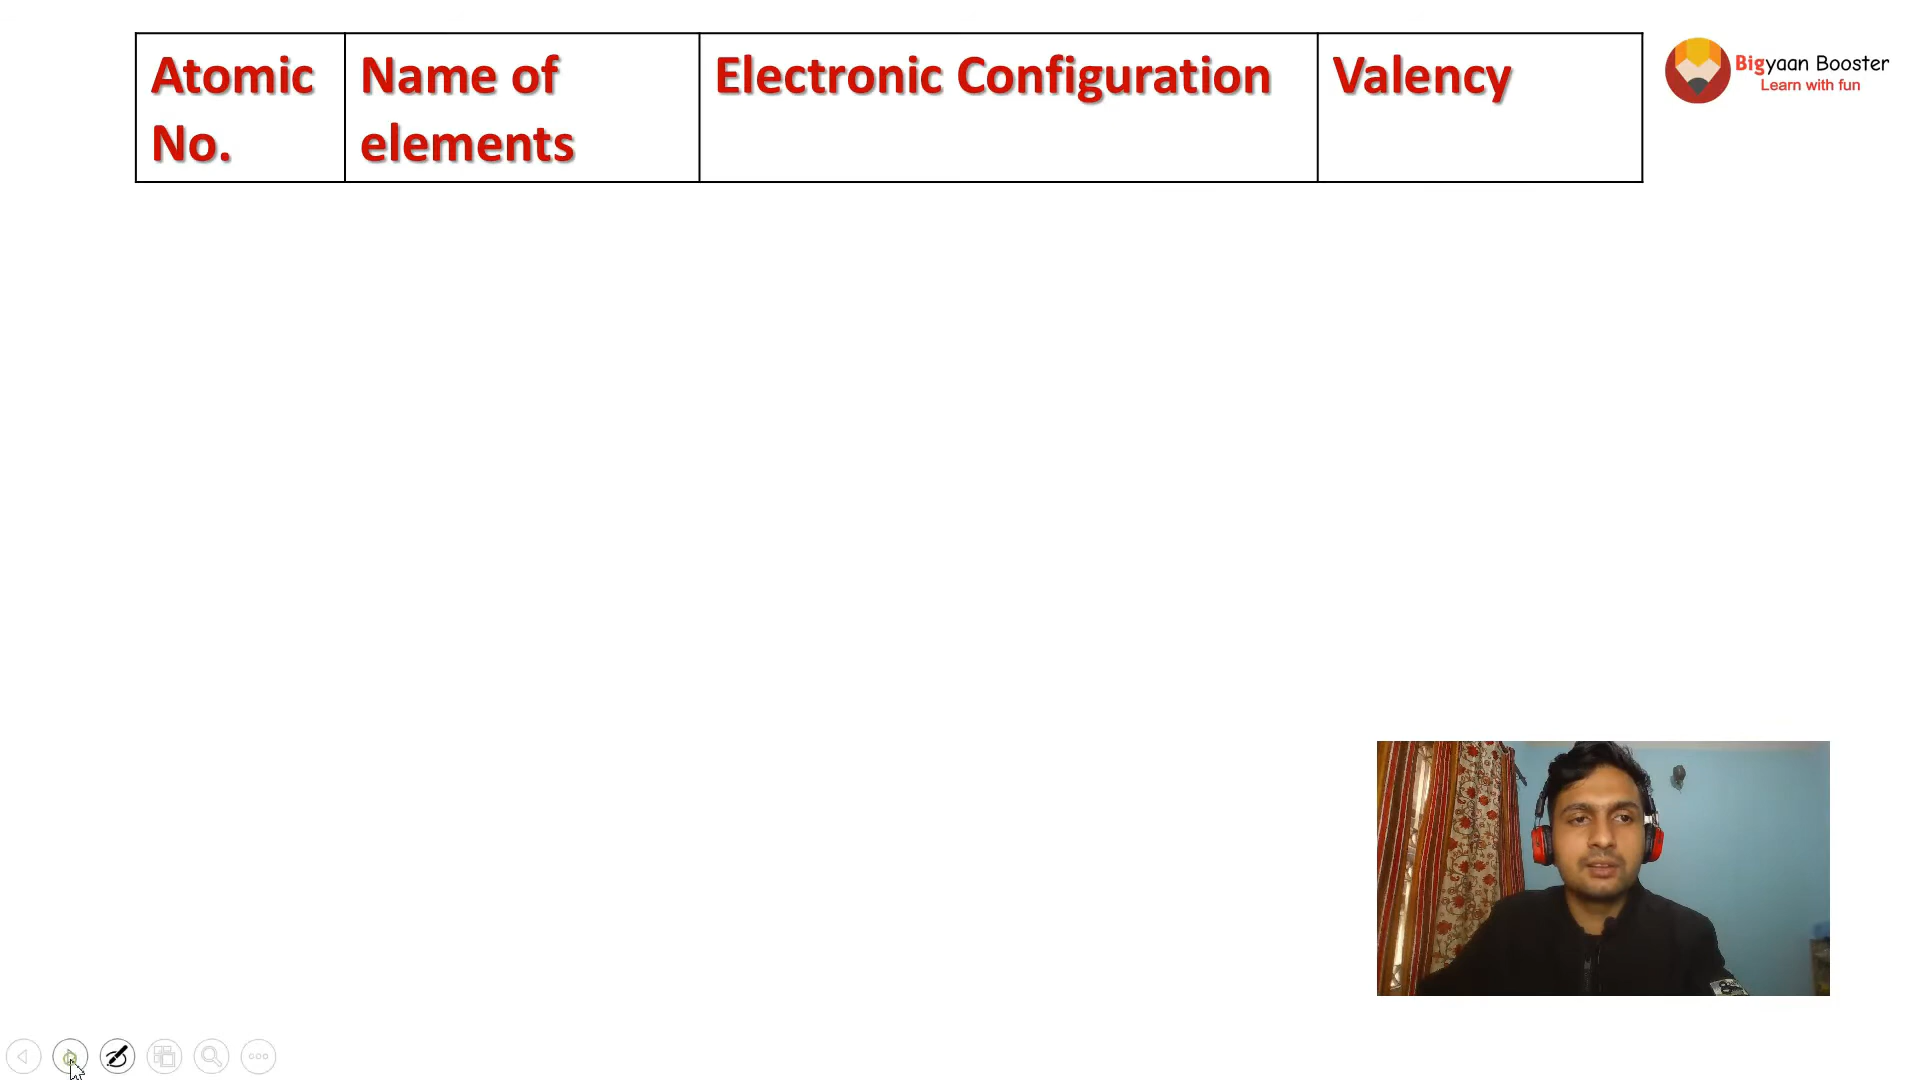 Atomic No.
Name of elements
Electronic Configuration
Valency
Bigyaan Booster
Learn with fun